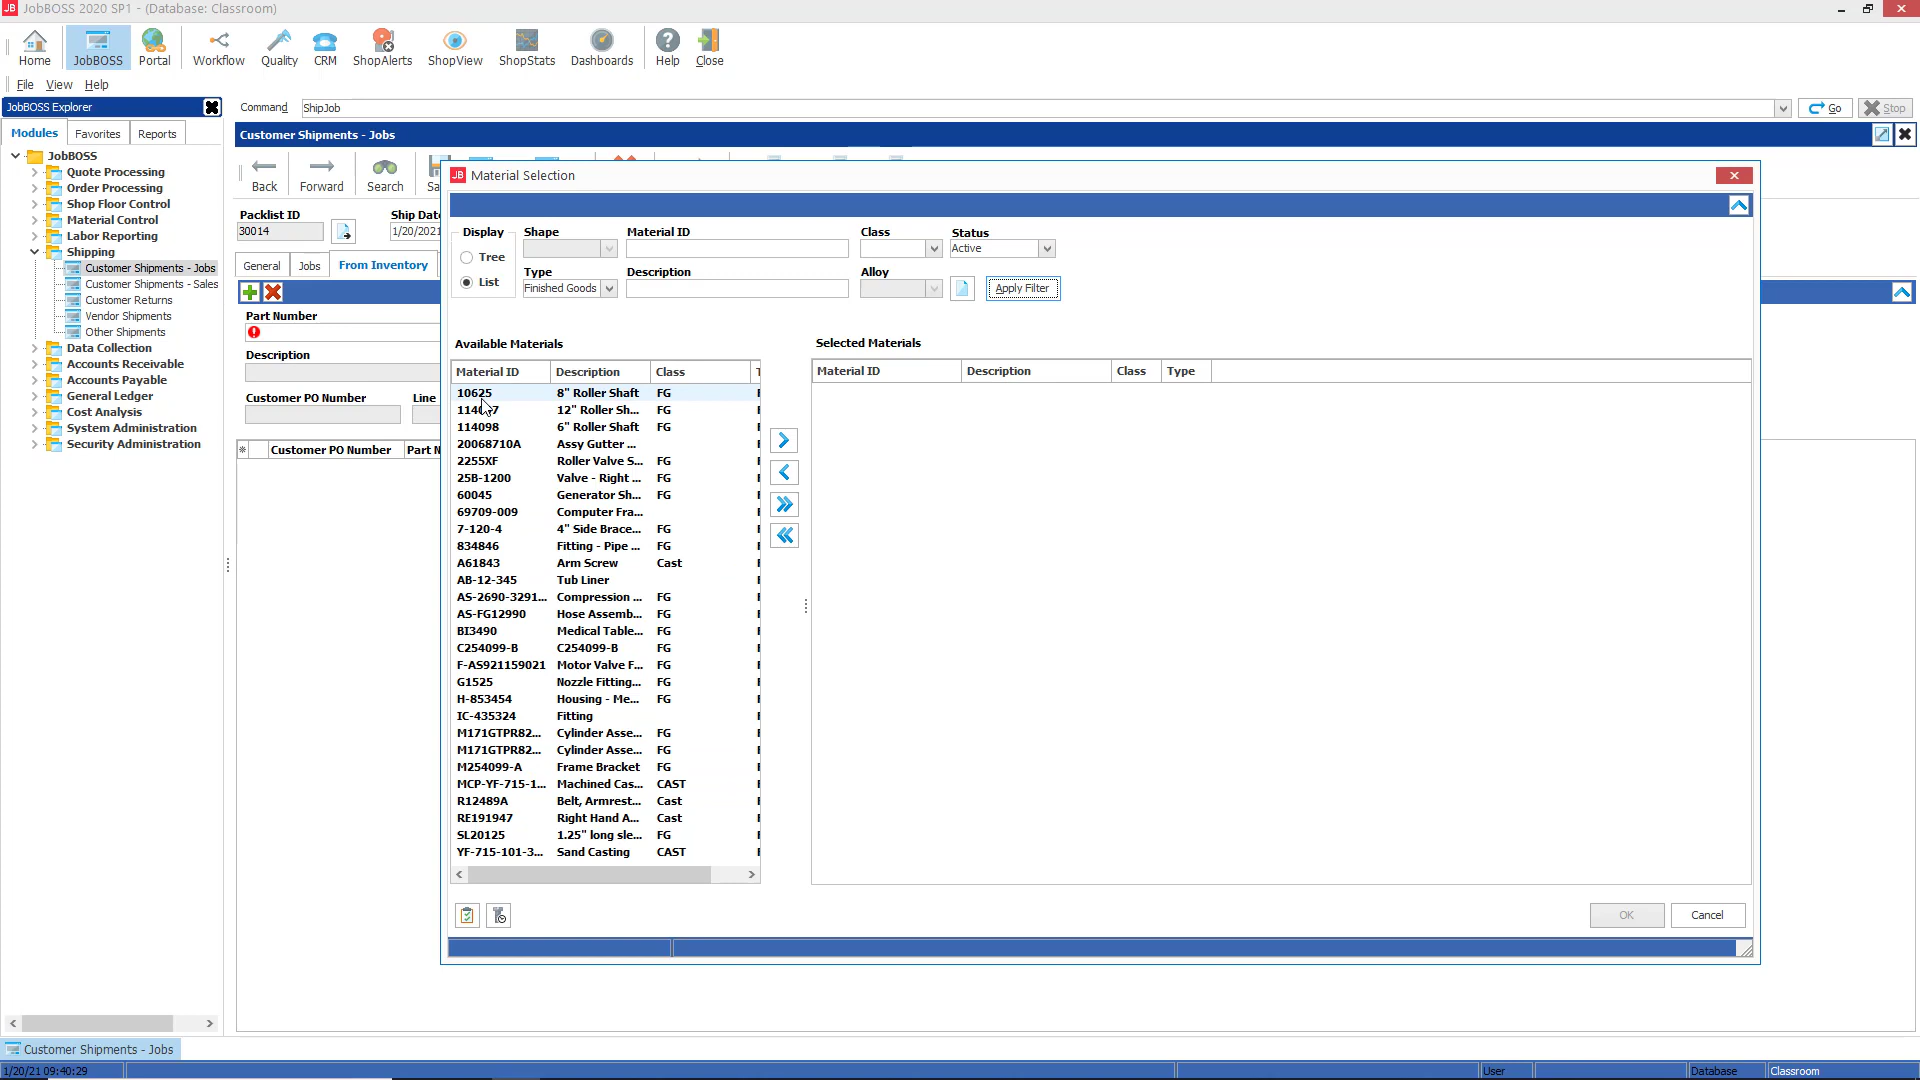 JB JobBOSS 2020 SP1 - (Database: Classroom)
Home JobBOSS Portal Workflow Quality CRM ShopAlerts ShopView ShopStats Dashboards Help Close
File View Help
JobBOSS Explorer
Command ShipJob Go Stop
Modules Favorites Reports
Customer Shipments - Jobs
JobBOSS
Quote Processing
Order Processing
Shop Floor Control
Material Control
Labor Reporting
Shipping
Customer Shipments - Jobs
Customer Shipments - Sales
Customer Returns
Vendor Shipments
Other Shipments
Data Collection
Accounts Receivable
Accounts Payable
General Ledger
Cost Analysis
System Administration
Security Administration
Back Forward Search
Packlist ID Ship Date
30014 1/20/2021
General Jobs From Inventory
Part Number
Description
Customer PO Number Line
Customer PO Number Part N
JB Material Selection
Display Shape Material ID Class Status
Tree Active
List Type Description Alloy
Finished Goods Apply Filter
Available Materials Selected Materials
Material ID Description Class
Material ID Description Class Type
10625 8" Roller Shaft FG
12" Roller Sh... FG
114098 6" Roller Shaft FG
20068710A Assy Gutter ...
2255XF Roller Valve S... FG
25B-1200 Valve - Right ... FG
60045 Generator Sh... FG
69709-009 Computer Fra...
7-120-4 4" Side Brace... FG
834846 Fitting - Pipe ... FG
A61843 Arm Screw Cast
AB-12-345 Tub Liner
AS-2690-3291... Compression ... FG
AS-FG12990 Hose Assemb... FG
BI3490 Medical Table... FG
C254099-B C254099-B FG
F-AS921159021 Motor Valve F... FG
G1525 Nozzle Fitting... FG
H-853454 Housing - Me... FG
IC-435324 Fitting
M171GTPR82... Cylinder Asse... FG
M171GTPR82... Cylinder Asse... FG
M254099-A Frame Bracket FG
MCP-YF-715-1... Machined Cas... CAST
R12489A Belt, Armrest... Cast
RE191947 Right Hand A... Cast
SL20125 1.25" long sle... FG
YF-715-101-3... Sand Casting CAST
OK Cancel
Customer Shipments - Jobs
1/20/21 09:40:29 User Database Classroom